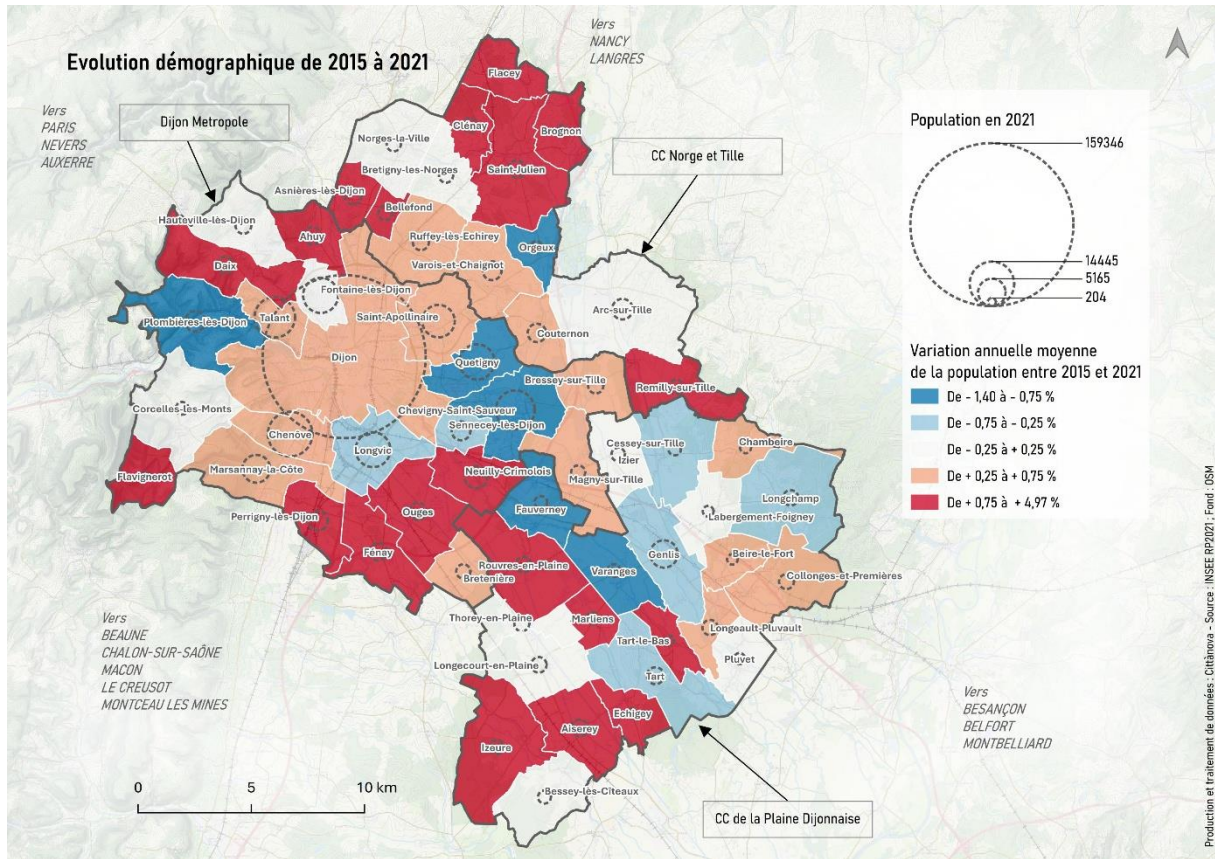 Evolution démographique de 2015 à 2021
Vers
NANCY
LANGRES
Vers
PARIS
NEVERS
AUXERRE
Dijon Metropole
CC Norge et Tille
Flacey
Clénay
Brognon
Norges-la-Ville
Bretigny-les-Norges
Saint-Julien
Asnières-lès-Dijon
Bellefond
Hauteville-lès-Dijon
Ahuy
Ruffey-lès-Echirey
Orgeux
Daix
Varois-et-Chaignot
Fontaine-lès-Dijon
Arc-sur-Tille
Plombières-lès-Dijon
Talant
Saint-Apollinaire
Couternon
Dijon
Quetigny
Bressey-sur-Tille
Remilly-sur-Tille
Corcelles-les-Monts
Chevigny-Saint-Sauveur
Sennecey-lès-Dijon
Chenôve
Longvic
Cessey-sur-Tille
Izier
Chambeire
Flavignerot
Marsannay-la-Côte
Neuilly-Crimolois
Magny-sur-Tille
Longchamp
Perrigny-lès-Dijon
Ouges
Fauverney
Labergement-Foigney
Fénay
Genlis
Beire-le-Fort
Rouvres-en-Plaine
Bretenière
Varanges
Collonges-et-Premières
Thorey-en-Plaine
Marliens
Tart-le-Bas
Longeault-Pluvault
Longecourt-en-Plaine
Tart
Pluvet
Echigey
Aiserey
Izeure
Bessey-lès-Cîteaux
CC de la Plaine Dijonnaise
Vers
BEAUNE
CHALON-SUR-SAÔNE
MACON
LE CREUSOT
MONTCEAU LES MINES
Vers
BESANÇON
BELFORT
MONTBELLIARD
0 5 10 km
Population en 2021
159346
14445
5165
204
Variation annuelle moyenne
de la population entre 2015 et 2021
De - 1,40 à - 0,75 %
De - 0,75 à - 0,25 %
De - 0,25 à + 0,25 %
De + 0,25 à + 0,75 %
De + 0,75 à + 4,97 %
Production et traitement de données : Cittànova - Source : INSEE RP2021 ; Fond : OSM